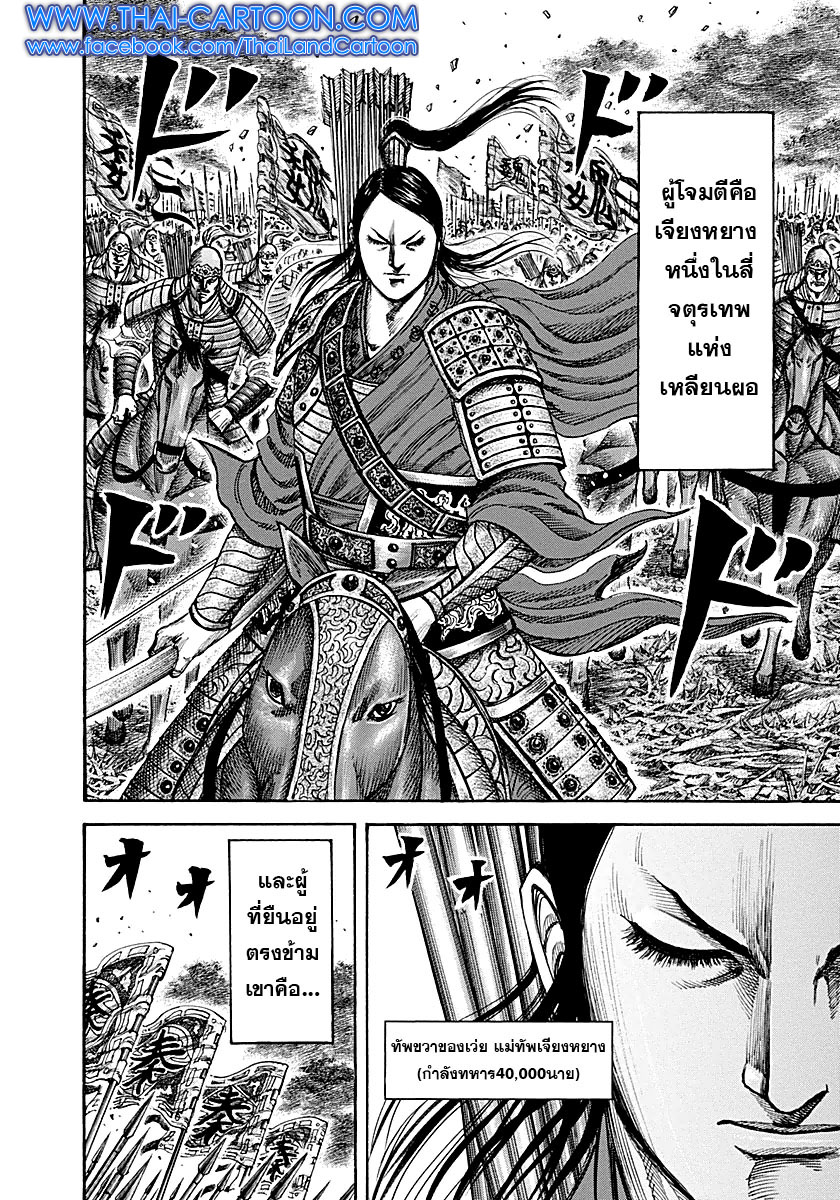 WWW.THAI-CARTOON.COM
www.facebook.com/ThaiLandCartoon
ド
ド
ผู้โจมตีคือ
เจียงหยาง
หนึ่งในสี่
จตุรเทพ
แห่ง
เหลียนผอ
魏
ド
ド
オ
オ
และผู้
ที่ยืนอยู่
ตรงข้าม
เขาคือ...
秦
秦
秦
オ
オ
ทัพขวาของเว่ย แม่ทัพเจียงหยาง
(กำลังทหาร40,000นาย)